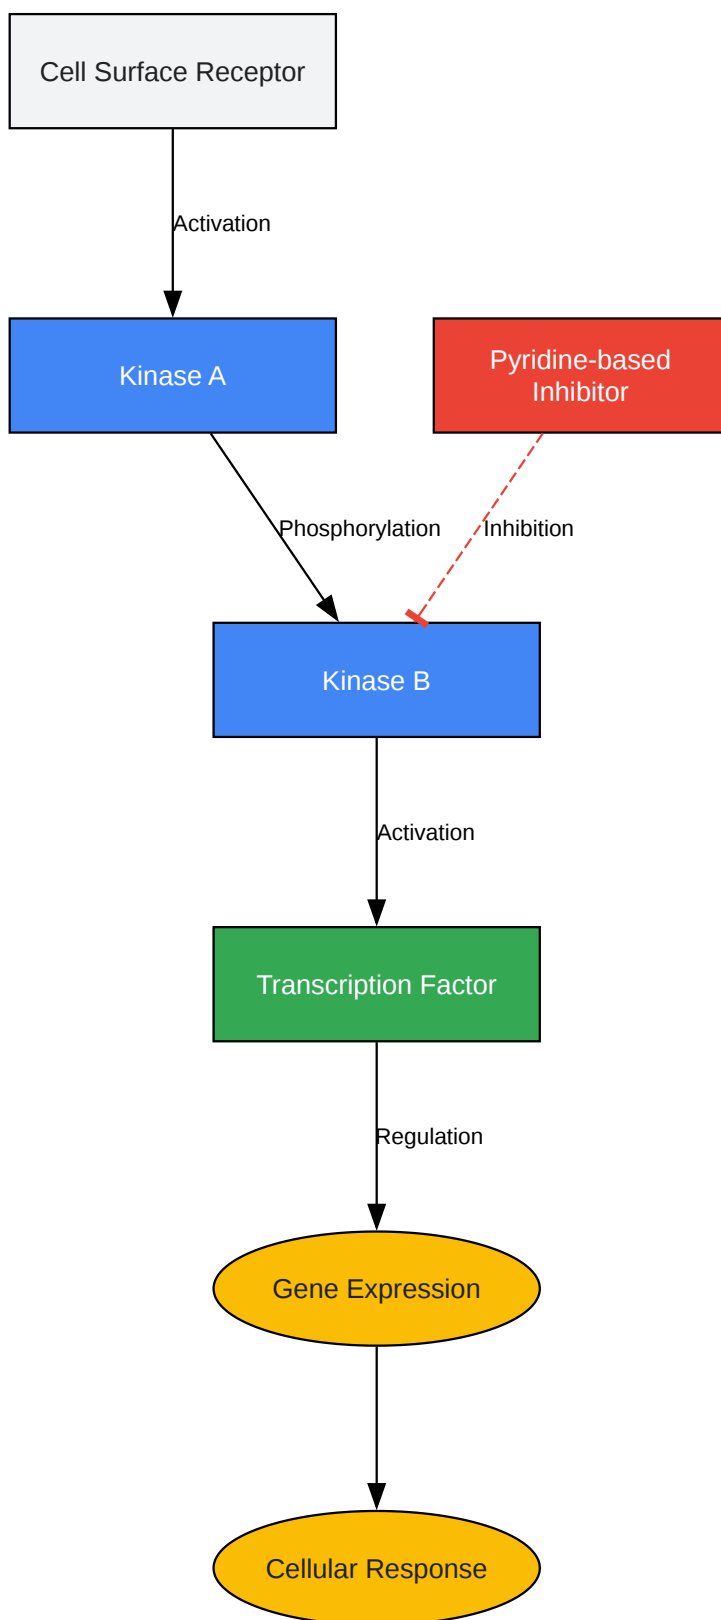 Cell Surface Receptor
Activation
Kinase A
Pyridine-based
Inhibitor
Phosphorylation
Inhibition
Kinase B
Activation
Transcription Factor
Regulation
Gene Expression
Cellular Response